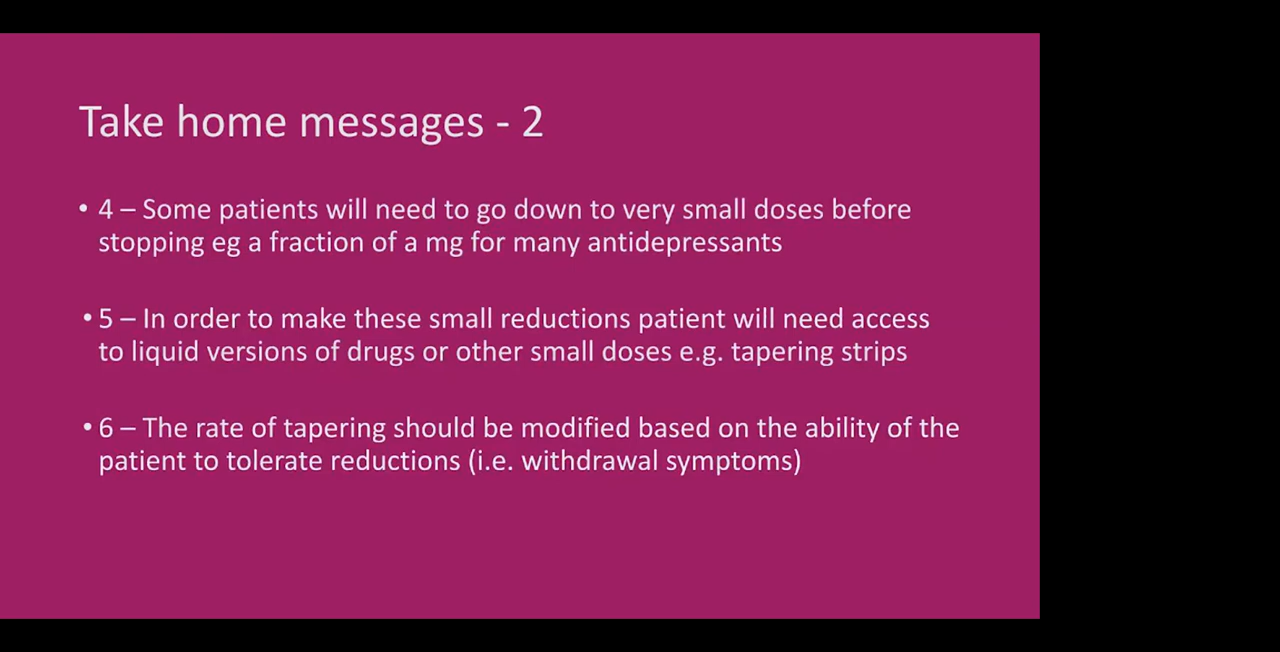 Take home messages - 2
• 4 – Some patients will need to go down to very small doses before
stopping eg a fraction of a mg for many antidepressants
• 5 – In order to make these small reductions patient will need access
to liquid versions of drugs or other small doses e.g. tapering strips
• 6 – The rate of tapering should be modified based on the ability of the
patient to tolerate reductions (i.e. withdrawal symptoms)